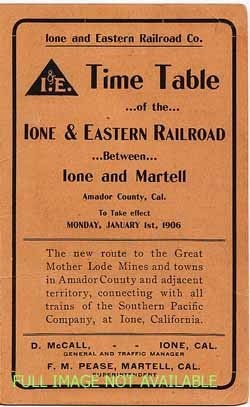 Ione and Eastern Railroad Co.
I.&E. Time Table
...of the...
IONE & EASTERN RAILROAD
...Between...
Ione and Martell
Amador County, Cal.
To Take effect
MONDAY, JANUARY 1st, 1906
The new route to the Great
Mother Lode Mines and towns
in Amador County and adjacent
territory, connecting with all
trains of the Southern Pacific
Company, at Ione, California.
D. McCALL, - - IONE, CAL.
GENERAL AND TRAFFIC MANAGER
F. M. PEASE, MARTELL, CAL.
SUPERINTENDENT
FULL IMAGE NOT AVAILABLE